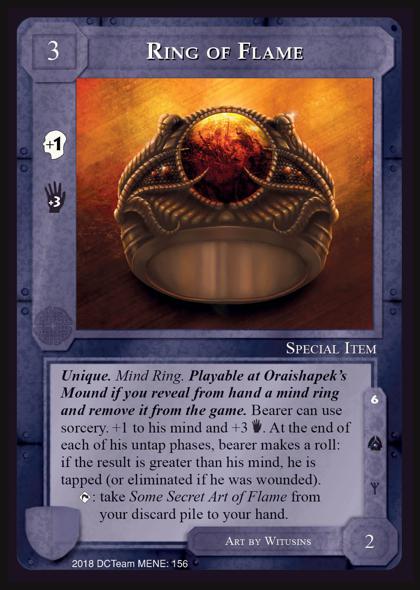 3
RING OF FLAME
+1
+3
SPECIAL ITEM
Unique. Mind Ring. Playable at Oraishapek's
Mound if you reveal from hand a mind ring
and remove it from the game. Bearer can use
sorcery. +1 to his mind and +3 . At the end of
each of his untap phases, bearer makes a roll:
if the result is greater than his mind, he is
tapped (or eliminated if he was wounded).
: take Some Secret Art of Flame from
your discard pile to your hand.
6
ART BY WITUSINS
2
2018 DCTeam MENE: 156